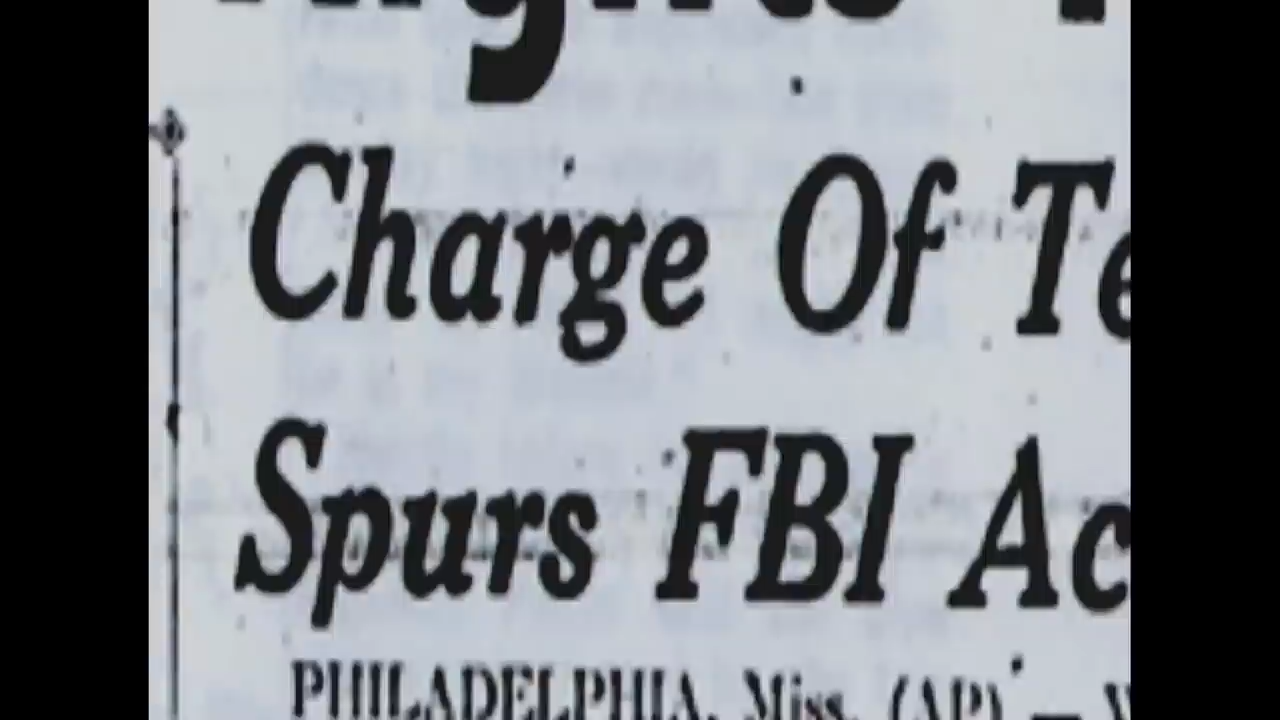 Charge Of Te
Spurs FBI Ac
PHILADELPHIA, Miss. (AP) —